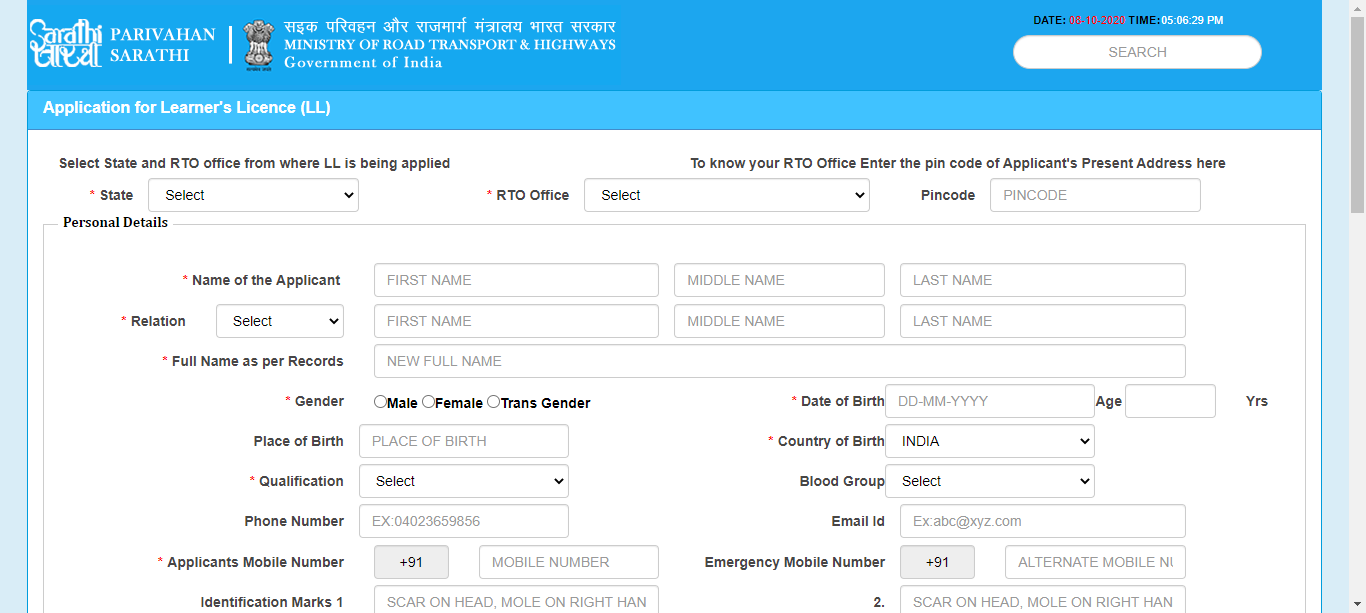 Sarathi
सारथी
PARIVAHAN
SARATHI
सड़क परिवहन और राजमार्ग मंत्रालय भारत सरकार
MINISTRY OF ROAD TRANSPORT & HIGHWAYS
Government of India
DATE: 08-10-2020 TIME:05:06:29 PM
SEARCH
Application for Learner's Licence (LL)
Select State and RTO office from where LL is being applied To know your RTO Office Enter the pin code of Applicant's Present Address here
* State Select * RTO Office Select Pincode PINCODE
Personal Details
* Name of the Applicant FIRST NAME MIDDLE NAME LAST NAME
* Relation Select FIRST NAME MIDDLE NAME LAST NAME
* Full Name as per Records NEW FULL NAME
* Gender Male Female Trans Gender * Date of Birth DD-MM-YYYY Age Yrs
Place of Birth PLACE OF BIRTH * Country of Birth INDIA
* Qualification Select Blood Group Select
Phone Number EX:04023659856 Email Id Ex:abc@xyz.com
* Applicants Mobile Number +91 MOBILE NUMBER Emergency Mobile Number +91 ALTERNATE MOBILE NU
Identification Marks 1 SCAR ON HEAD, MOLE ON RIGHT HAN 2. SCAR ON HEAD, MOLE ON RIGHT HAN